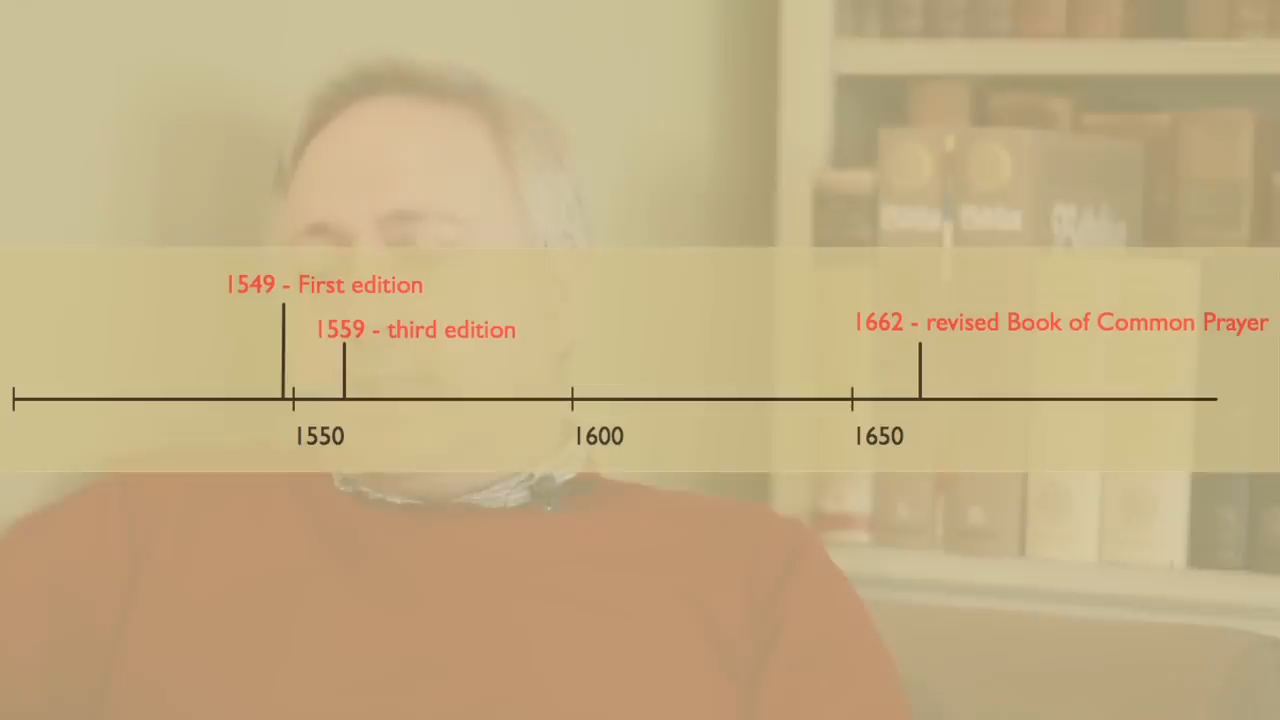 1549 - First edition
1559 - third edition
1662 - revised Book of Common Prayer
1550
1600
1650